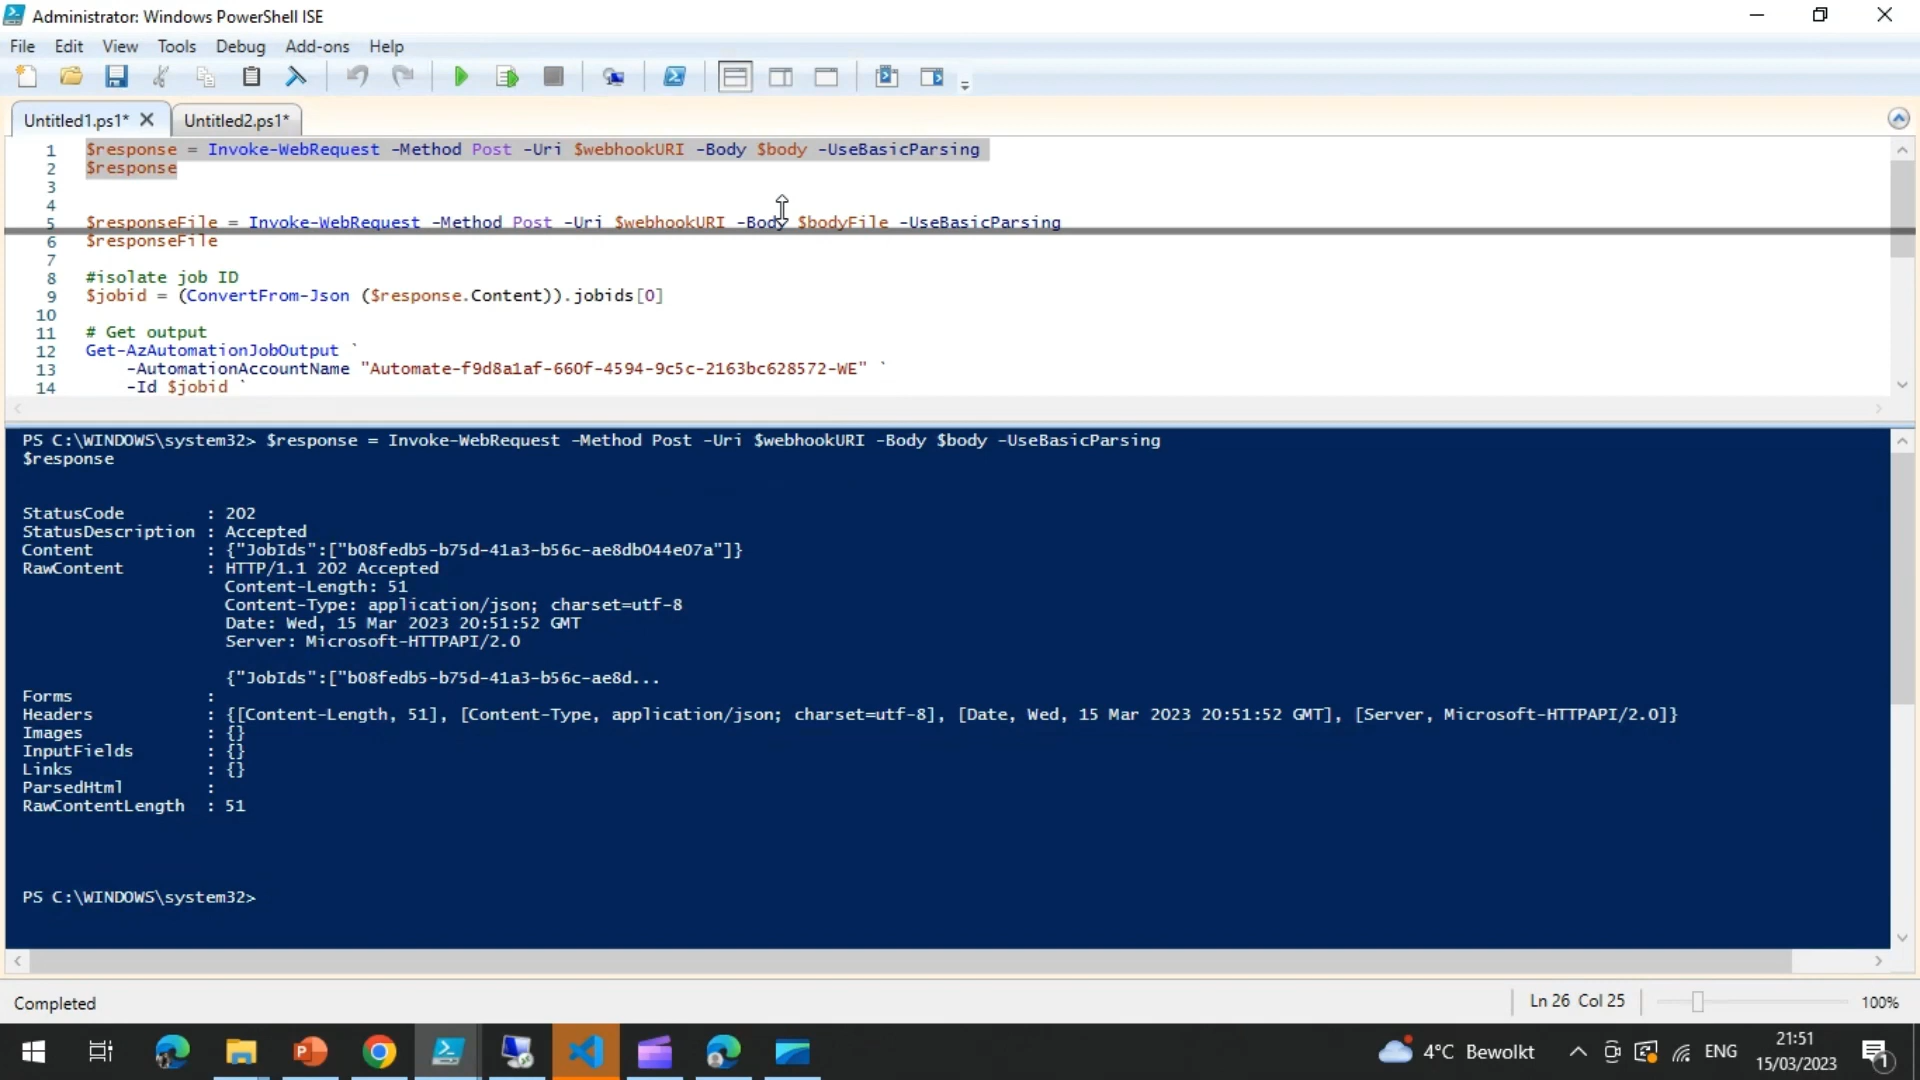 Administrator: Windows PowerShell ISE
File Edit View Tools Debug Add-ons Help
Untitled1.ps1* Untitled2.ps1*
1 $response = Invoke-WebRequest -Method Post -Uri $webhookURI -Body $body -UseBasicParsing
2 $response
3
4
5 $responseFile = Invoke-WebRequest -Method Post -Uri $webhookURI -Body $bodyFile -UseBasicParsing
6 $responseFile
7
8 #isolate job ID
9 $jobid = (ConvertFrom-Json ($response.Content)).jobids[0]
10
11 # Get output
12 Get-AzAutomationJobOutput `
13 -AutomationAccountName "Automate-f9d8a1af-660f-4594-9c5c-2163bc628572-WE" `
14 -Id $jobid `
PS C:\WINDOWS\system32> $response = Invoke-WebRequest -Method Post -Uri $webhookURI -Body $body -UseBasicParsing
$response
StatusCode : 202
StatusDescription : Accepted
Content : {"JobIds":["b08fedb5-b75d-41a3-b56c-ae8db044e07a"]}
RawContent : HTTP/1.1 202 Accepted
Content-Length: 51
Content-Type: application/json; charset=utf-8
Date: Wed, 15 Mar 2023 20:51:52 GMT
Server: Microsoft-HTTPAPI/2.0
{"JobIds":["b08fedb5-b75d-41a3-b56c-ae8d...
Forms :
Headers : {[Content-Length, 51], [Content-Type, application/json; charset=utf-8], [Date, Wed, 15 Mar 2023 20:51:52 GMT], [Server, Microsoft-HTTPAPI/2.0]}
Images : {}
InputFields : {}
Links : {}
ParsedHtml :
RawContentLength : 51
PS C:\WINDOWS\system32>
Completed
Ln 26 Col 25
100%
4°C Bewolkt
ENG
21:51
15/03/2023
1